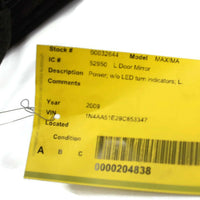 Stock # 50032644 Model MAXIMA
IC # 52950 L Door Mirror
Description Power, w/o LED turn indicators; L.
Comments
Year 2009
VIN 1N4AA51E29C853347
Located
Condition
A B C
0000204838